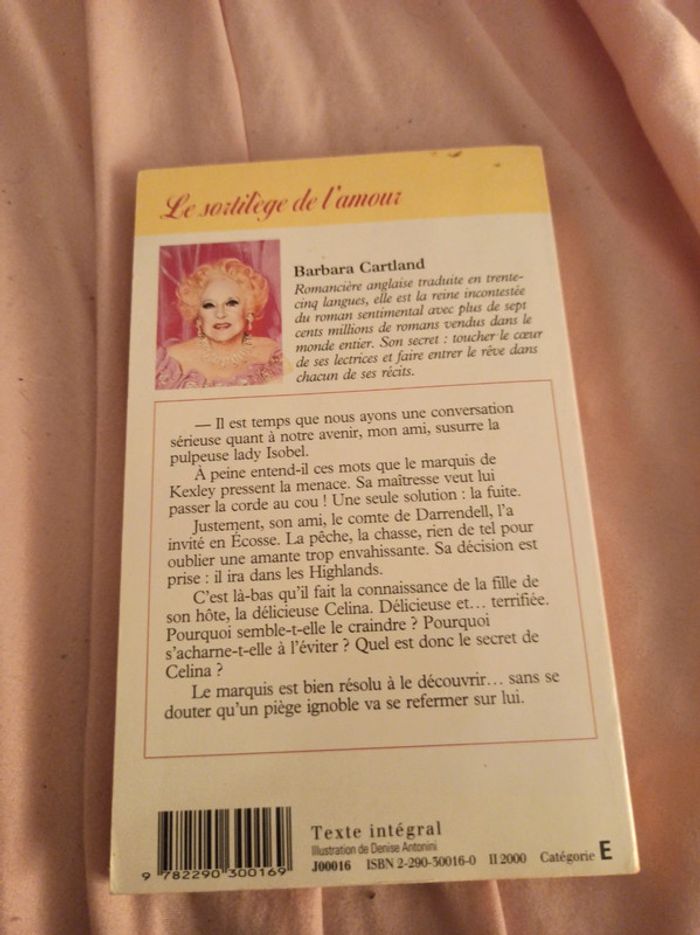 Le sortilège de l'amour
Barbara Cartland
Romancière anglaise traduite en trente-
cinq langues, elle est la reine incontestée
du roman sentimental avec plus de sept
cents millions de romans vendus dans le
monde entier. Son secret : toucher le cœur
de ses lectrices et faire entrer le rêve dans
chacun de ses récits.
— Il est temps que nous ayons une conversation
sérieuse quant à notre avenir, mon ami, susurre la
pulpeuse lady Isobel.
À peine entend-il ces mots que le marquis de
Kexley pressent la menace. Sa maîtresse veut lui
passer la corde au cou ! Une seule solution : la fuite.
Justement, son ami, le comte de Darrendell, l'a
invité en Écosse. La pêche, la chasse, rien de tel pour
oublier une amante trop envahissante. Sa décision est
prise : il ira dans les Highlands.
C'est là-bas qu'il fait la connaissance de la fille de
son hôte, la délicieuse Celina. Délicieuse et... terrifiée.
Pourquoi semble-t-elle le craindre ? Pourquoi
s'acharne-t-elle à l'éviter ? Quel est donc le secret de
Celina ?
Le marquis est bien résolu à le découvrir... sans se
douter qu'un piège ignoble va se refermer sur lui.
Texte intégral
Illustration de Denise Antonini
J00016 ISBN 2-290-30016-0 II 2000 Catégorie E
9 782290 300169